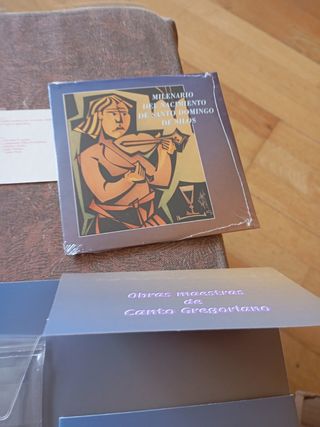 MILENARIO
DEL NACIMIENTO
DE SANTO DOMINGO
DE SILOS
Obras maestras
de
Canto Gregoriano